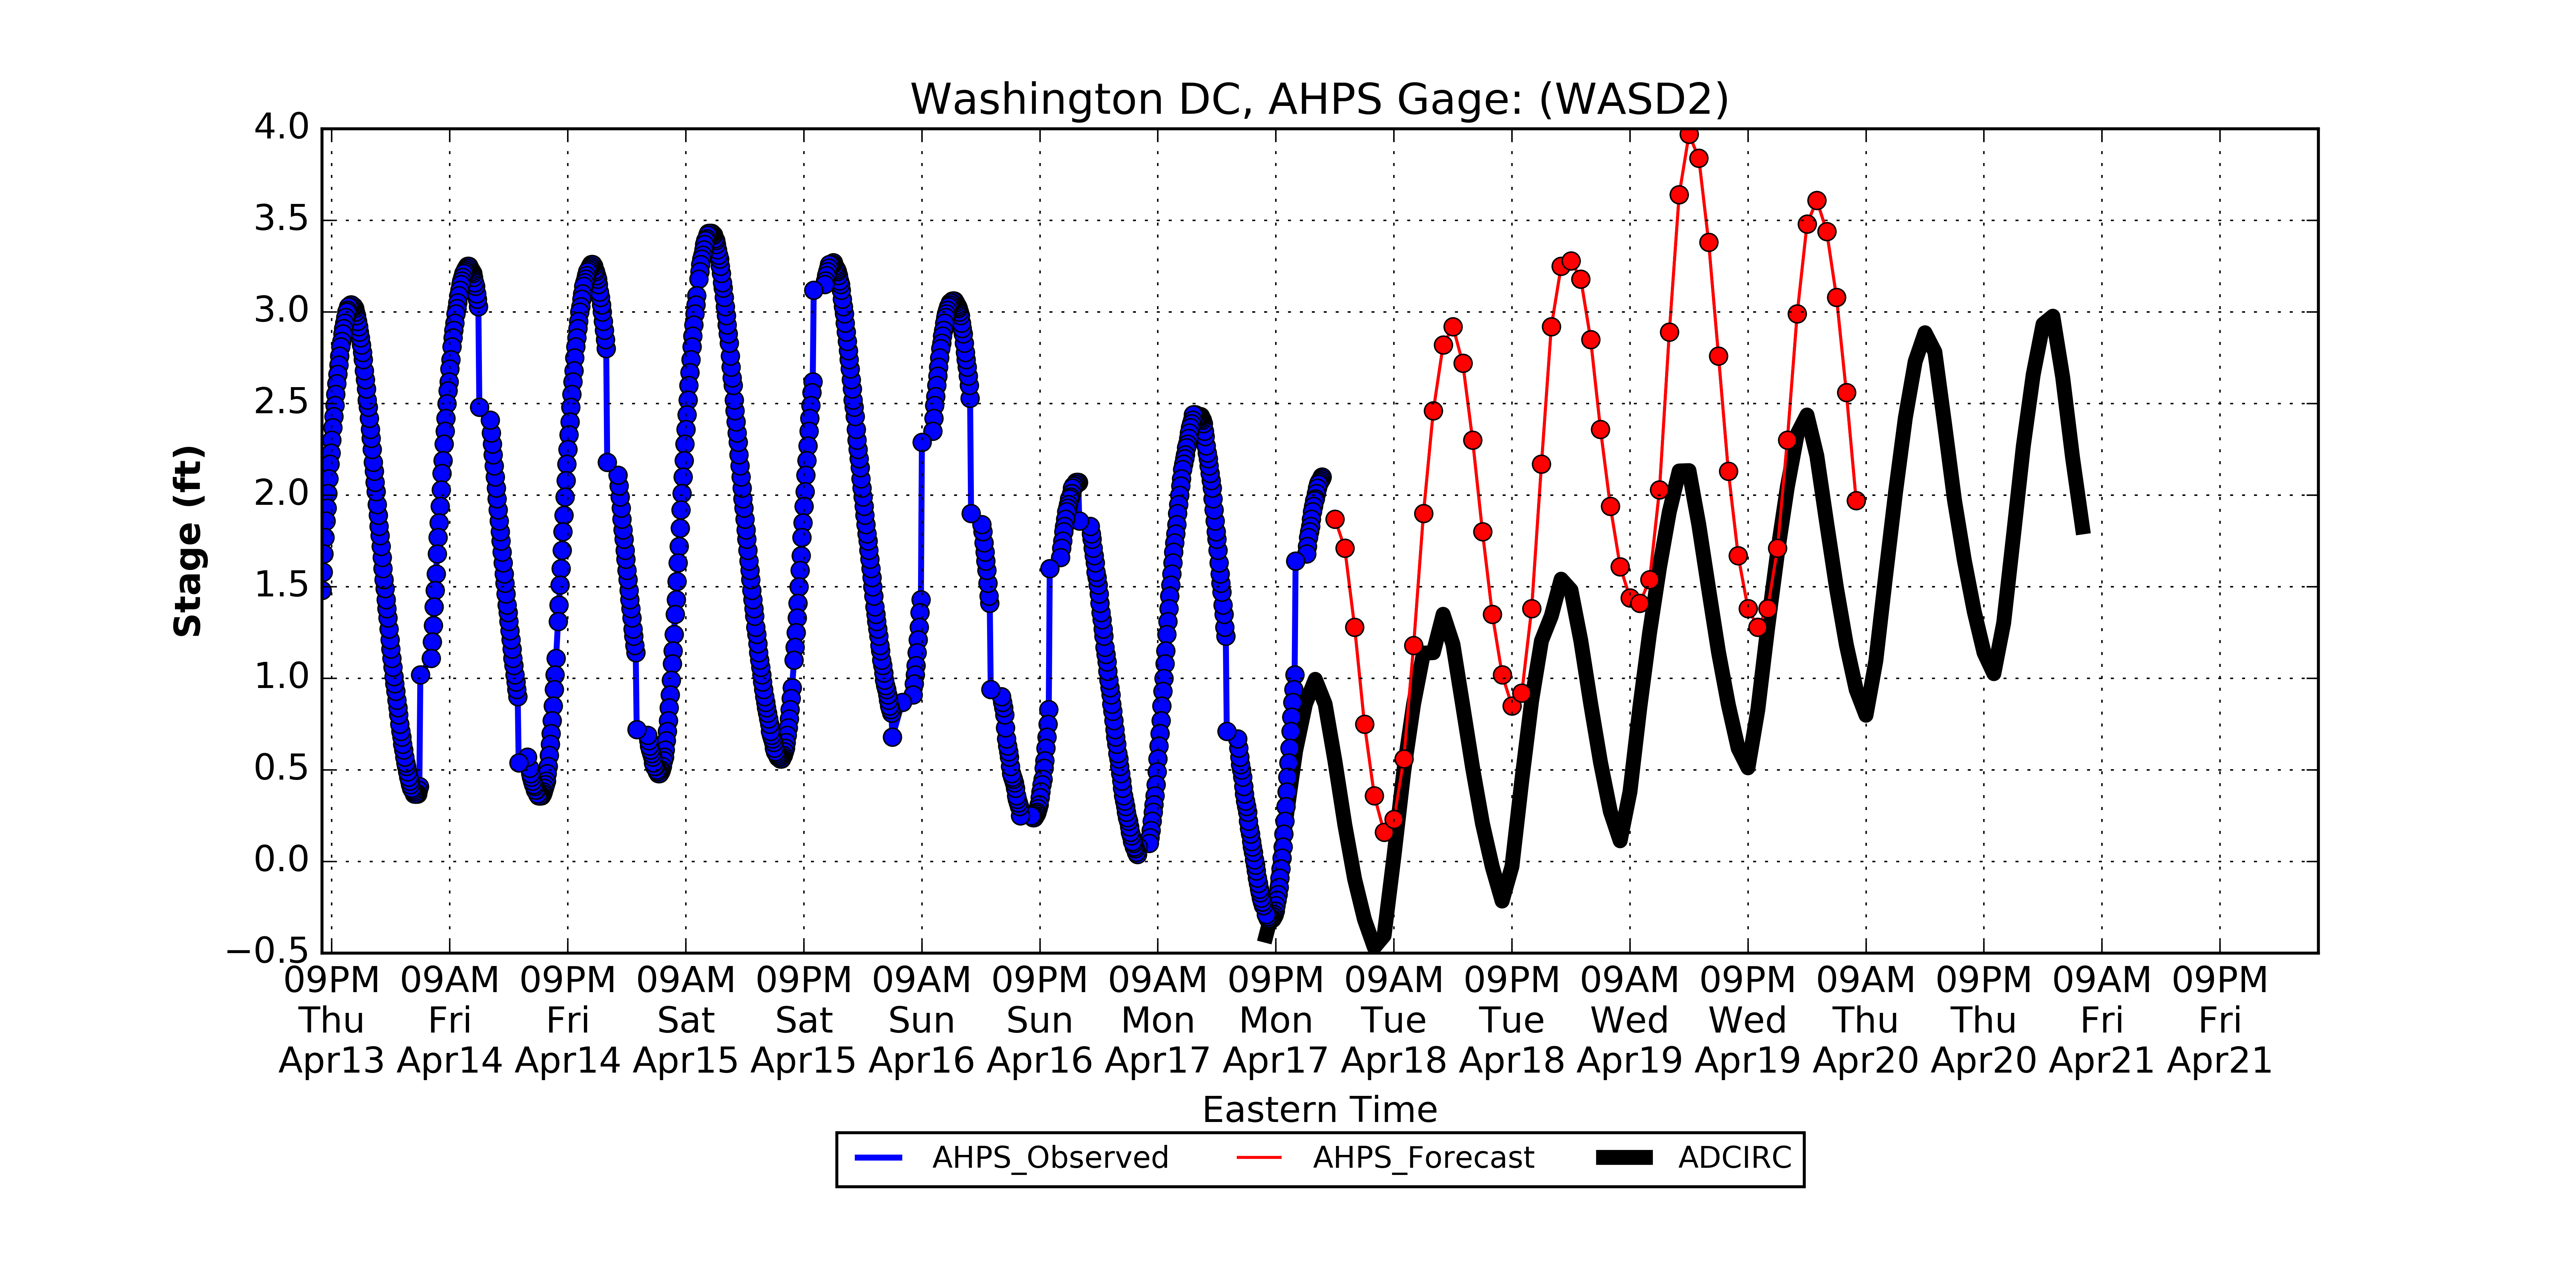 Washington DC, AHPS Gage: (WASD2)
4.0
3.5
3.0
2.5
2.0
1.5
1.0
0.5
0.0
−0.5
Stage (ft)
09PM 09AM 09PM 09AM 09PM 09AM 09PM 09AM 09PM 09AM 09PM 09AM 09PM 09AM 09PM 09AM 09PM
Thu Fri Fri Sat Sat Sun Sun Mon Mon Tue Tue Wed Wed Thu Thu Fri Fri
Apr13 Apr14 Apr14 Apr15 Apr15 Apr16 Apr16 Apr17 Apr17 Apr18 Apr18 Apr19 Apr19 Apr20 Apr20 Apr21 Apr21
Eastern Time
AHPS_Observed AHPS_Forecast ADCIRC